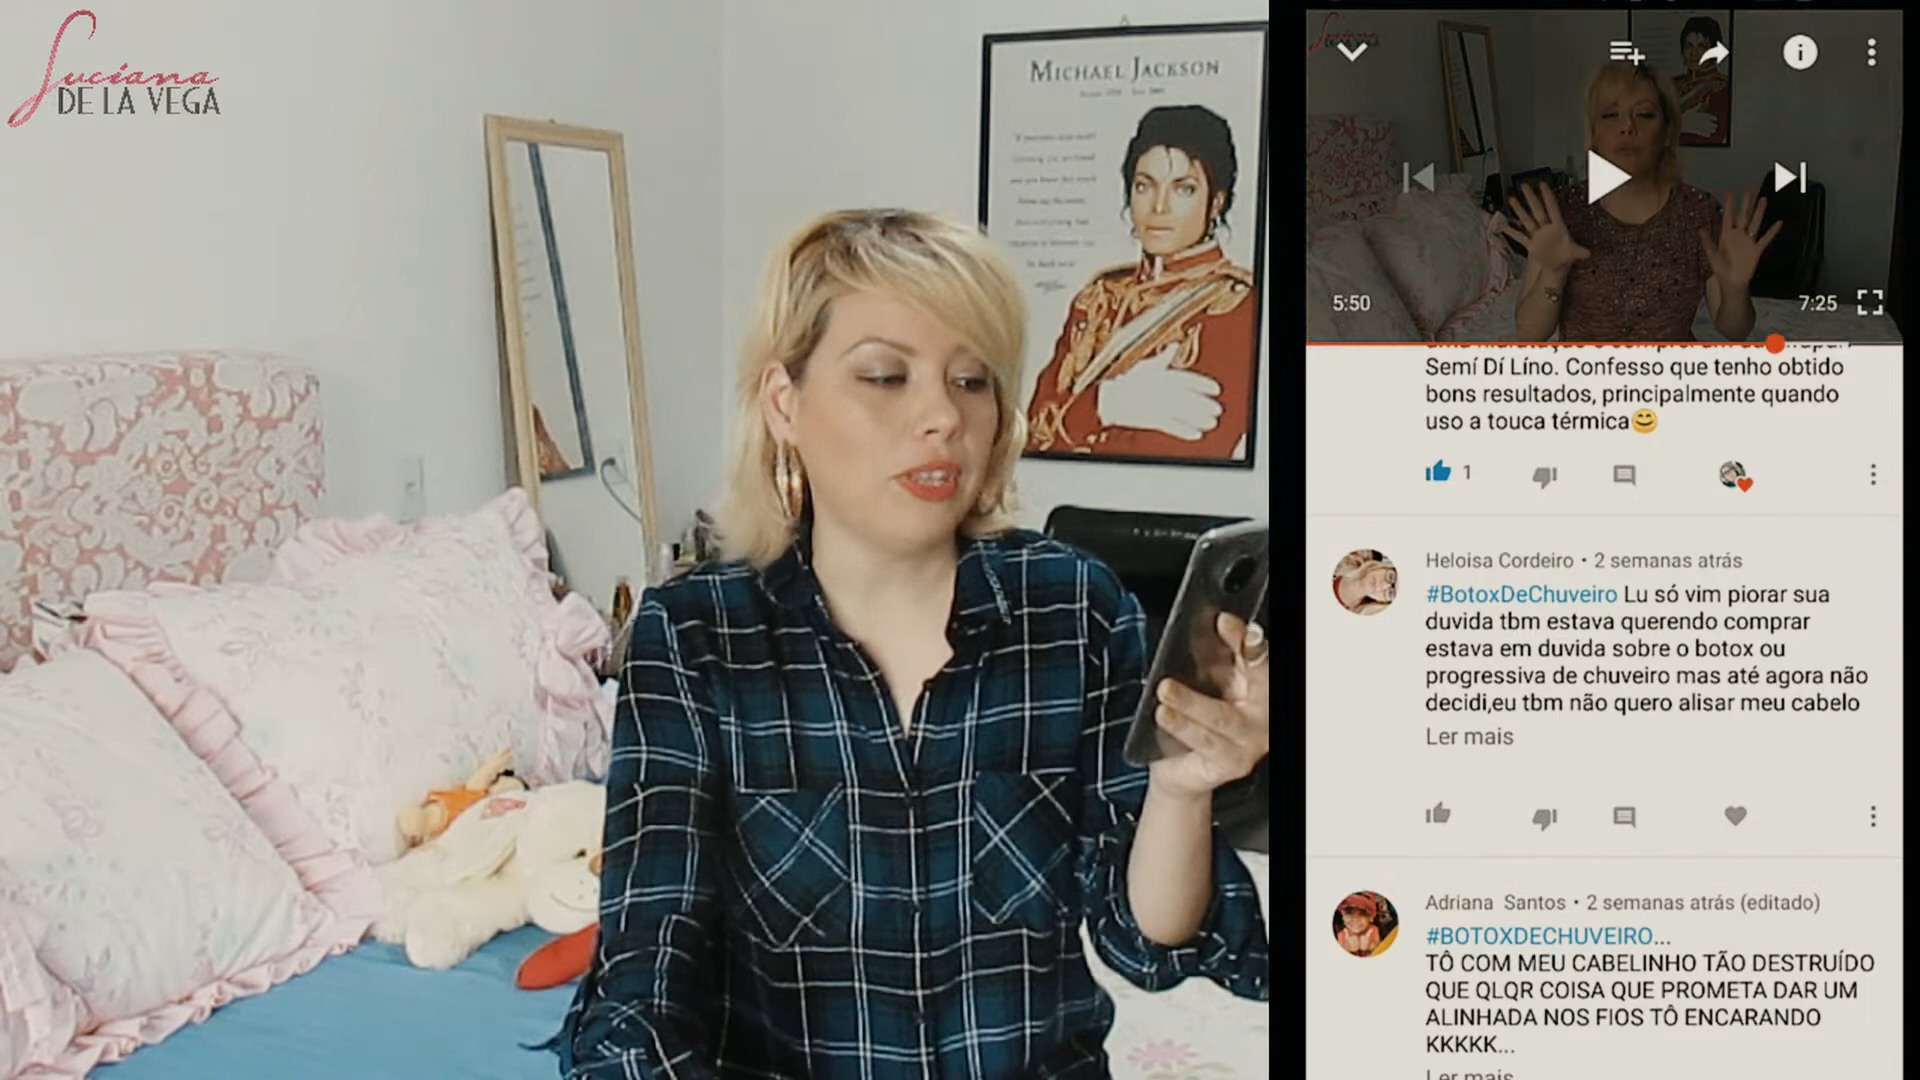 Luciana
DE LA VEGA
MICHAEL JACKSON
5:50
7:25
Semí Dí Líno. Confesso que tenho obtido
bons resultados, principalmente quando
uso a touca térmica😊
1
Heloisa Cordeiro • 2 semanas atrás
#BotoxDeChuveiro Lu só vim piorar sua
duvida tbm estava querendo comprar
estava em duvida sobre o botox ou
progressiva de chuveiro mas até agora não
decidi,eu tbm não quero alisar meu cabelo
Ler mais
Adriana Santos • 2 semanas atrás (editado)
#BOTOXDECHUVEIRO...
TÔ COM MEU CABELINHO TÃO DESTRUÍDO
QUE QLQR COISA QUE PROMETA DAR UM
ALINHADA NOS FIOS TÔ ENCARANDO
KKKKK...
Ler mais